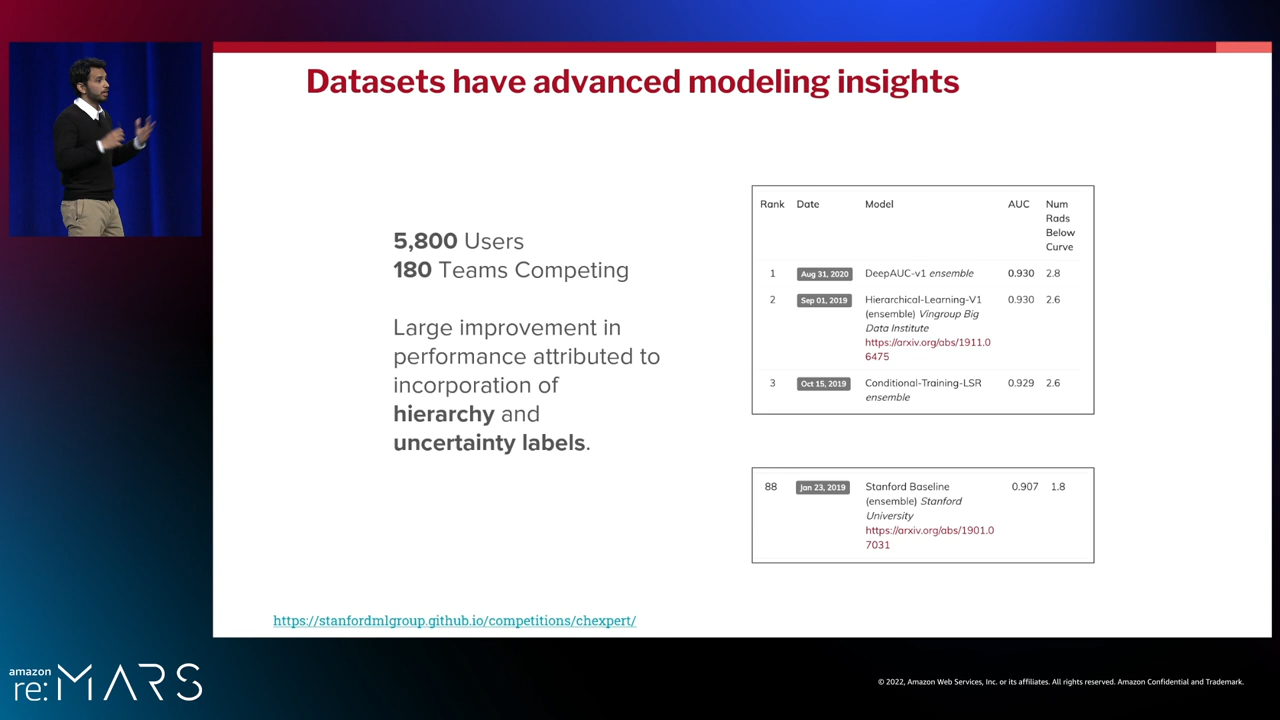 Datasets have advanced modeling insights
5,800 Users
180 Teams Competing
Large improvement in
performance attributed to
incorporation of
hierarchy and
uncertainty labels.
Rank Date Model AUC Num
Rads
Below
Curve
1 Aug 31, 2020 DeepAUC-v1 ensemble 0.930 2.8
2 Sep 01, 2019 Hierarchical-Learning-V1 0.930 2.6
(ensemble) Vingroup Big
Data Institute
https://arxiv.org/abs/1911.0
6475
3 Oct 15, 2019 Conditional-Training-LSR 0.929 2.6
ensemble
88 Jan 23, 2019 Stanford Baseline 0.907 1.8
(ensemble) Stanford
University
https://arxiv.org/abs/1901.0
7031
https://stanfordmlgroup.github.io/competitions/chexpert/
amazon
re:MARS
© 2022, Amazon Web Services, Inc. or its affiliates. All rights reserved. Amazon Confidential and Trademark.